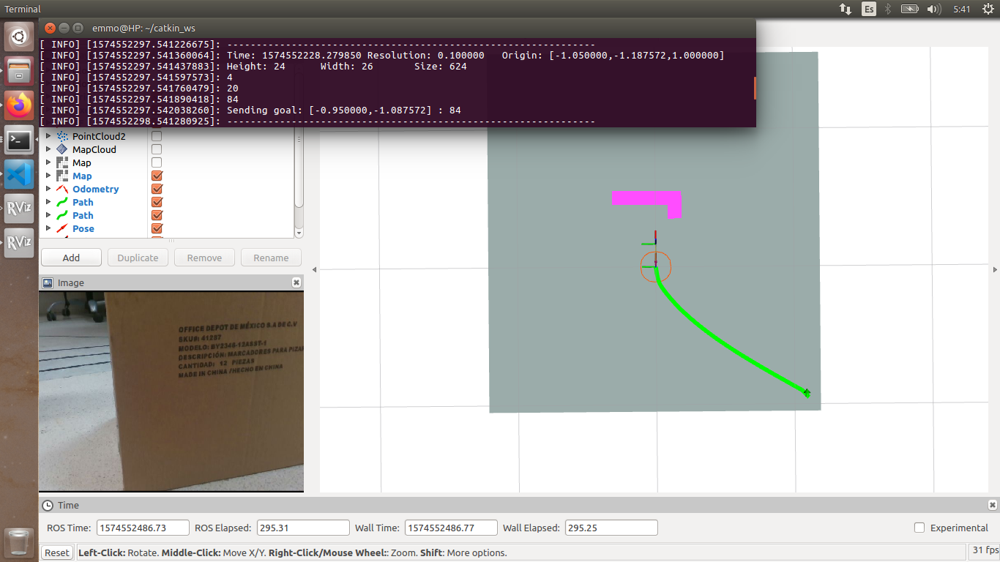 Terminal
Es
5:41
emmo@HP: ~/catkin_ws
[ INFO] [1574552297.541226675]: ---------------------------------------------------------------
[ INFO] [1574552297.541360064]: Time: 1574552228.279850 Resolution: 0.100000   Origin: [-1.050000,-1.187572,1.000000]
[ INFO] [1574552297.541437883]: Height: 24      Width: 26       Size: 624
[ INFO] [1574552297.541597573]: 4
[ INFO] [1574552297.541760479]: 20
[ INFO] [1574552297.541890418]: 84
[ INFO] [1574552297.542038260]: Sending goal: [-0.950000,-1.087572] : 84
[ INFO] [1574552298.541280925]: ---------------------------------------------------------------
PointCloud2
MapCloud
Map
Map
Odometry
Path
Path
Pose
Add
Duplicate
Remove
Rename
Image
OFFICE DEPOT DE MÉXICO S.A DE C.V
SKU#: 41287
MODELO: BY2346-12ASST-1
DESCRIPCIÓN: MARCADORES PARA PIZAR
CANTIDAD: 12 PIEZAS
MADE IN CHINA /HECHO EN CHINA
RViz
RViz
Time
ROS Time: 1574552486.73 ROS Elapsed: 295.31 Wall Time: 1574552486.77 Wall Elapsed: 295.25 Experimental
Reset Left-Click: Rotate. Middle-Click: Move X/Y. Right-Click/Mouse Wheel:: Zoom. Shift: More options. 31 fps